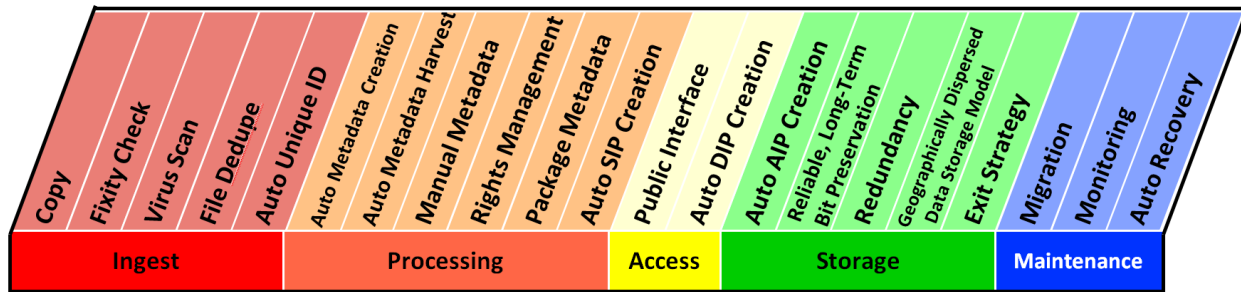 Copy
Fixity Check
Virus Scan
File Dedupe
Auto Unique ID
Auto Metadata Creation
Auto Metadata Harvest
Manual Metadata
Rights Management
Package Metadata
Auto SIP Creation
Public Interface
Auto DIP Creation
Auto AIP Creation
Reliable, Long-Term
Bit Preservation
Redundancy
Geographically Dispersed
Data Storage Model
Exit Strategy
Migration
Monitoring
Auto Recovery
Ingest
Processing
Access
Storage
Maintenance